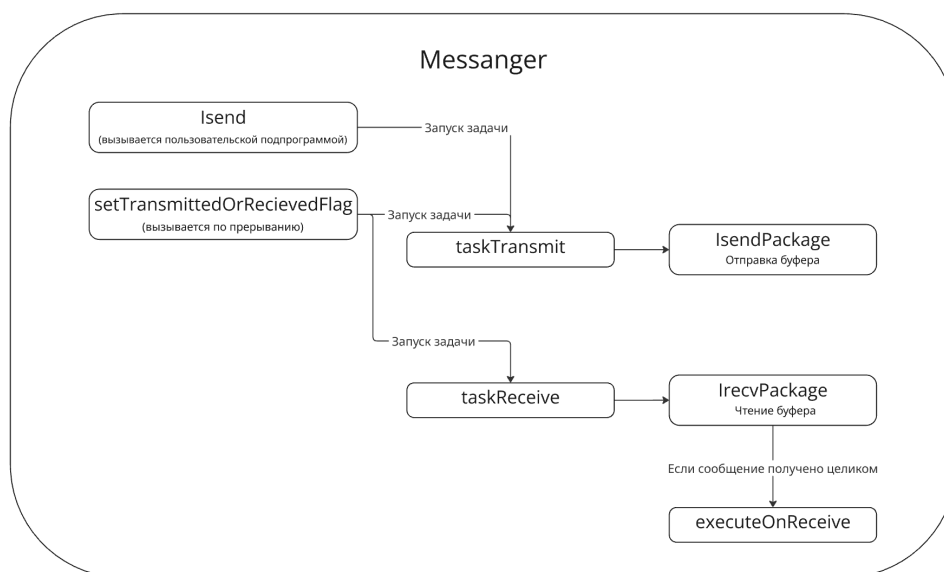 Messanger
Isend
(вызывается пользовательской подпрограммой)
Запуск задачи
setTransmittedOrRecievedFlag
(вызывается по прерыванию)
Запуск задачи
taskTransmit
IsendPackage
Отправка буфера
Запуск задачи
taskReceive
IrecvPackage
Чтение буфера
Если сообщение получено целиком
executeOnReceive